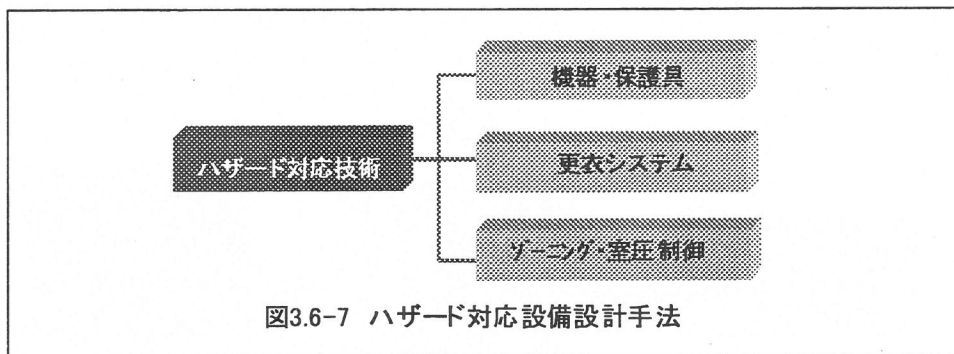 機器・保護具
ハザード対応技術
更衣システム
ゾーニング・室圧制御
図3.6-7 ハザード対応設備設計手法